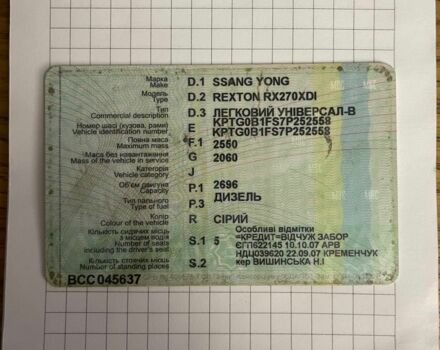 Марка D.1 SSANG YONG
Make
Модель D.2 REXTON RX270XDI
Type
Тип D.3 ЛЕГКОВИЙ УНІВЕРСАЛ-В
Commercial description KPTG0B1FS7P252558
Номер шасі (кузова, рами) E KPTG0B1FS7P252558
Vehicle identification number
Повна маса F.1 2550
Maximum mass
Маса без навантаження G 2060
Mass of the vehicle in service
Категорія J
Vehicle category
Об'єм двигуна P.1 2696
Capacity
Тип пального P.3 ДИЗЕЛЬ
Type of fuel
Колір R СІРИЙ
Colour of the vehicle
Кількість сидячих місць Особливі відмітки
з місцем водія S.1 5 =КРЕДИТ=ВІДЧУЖ ЗАБОР
Number of seats ЄГП622145 10.10.07 АРВ
including the driver's seat НДЦ039620 22.09.07 КРЕМЕНЧУК
Кількість стоячих місць S.2 кер ВИШИНСЬКА Н.І
Number of standing places
ВСС045637